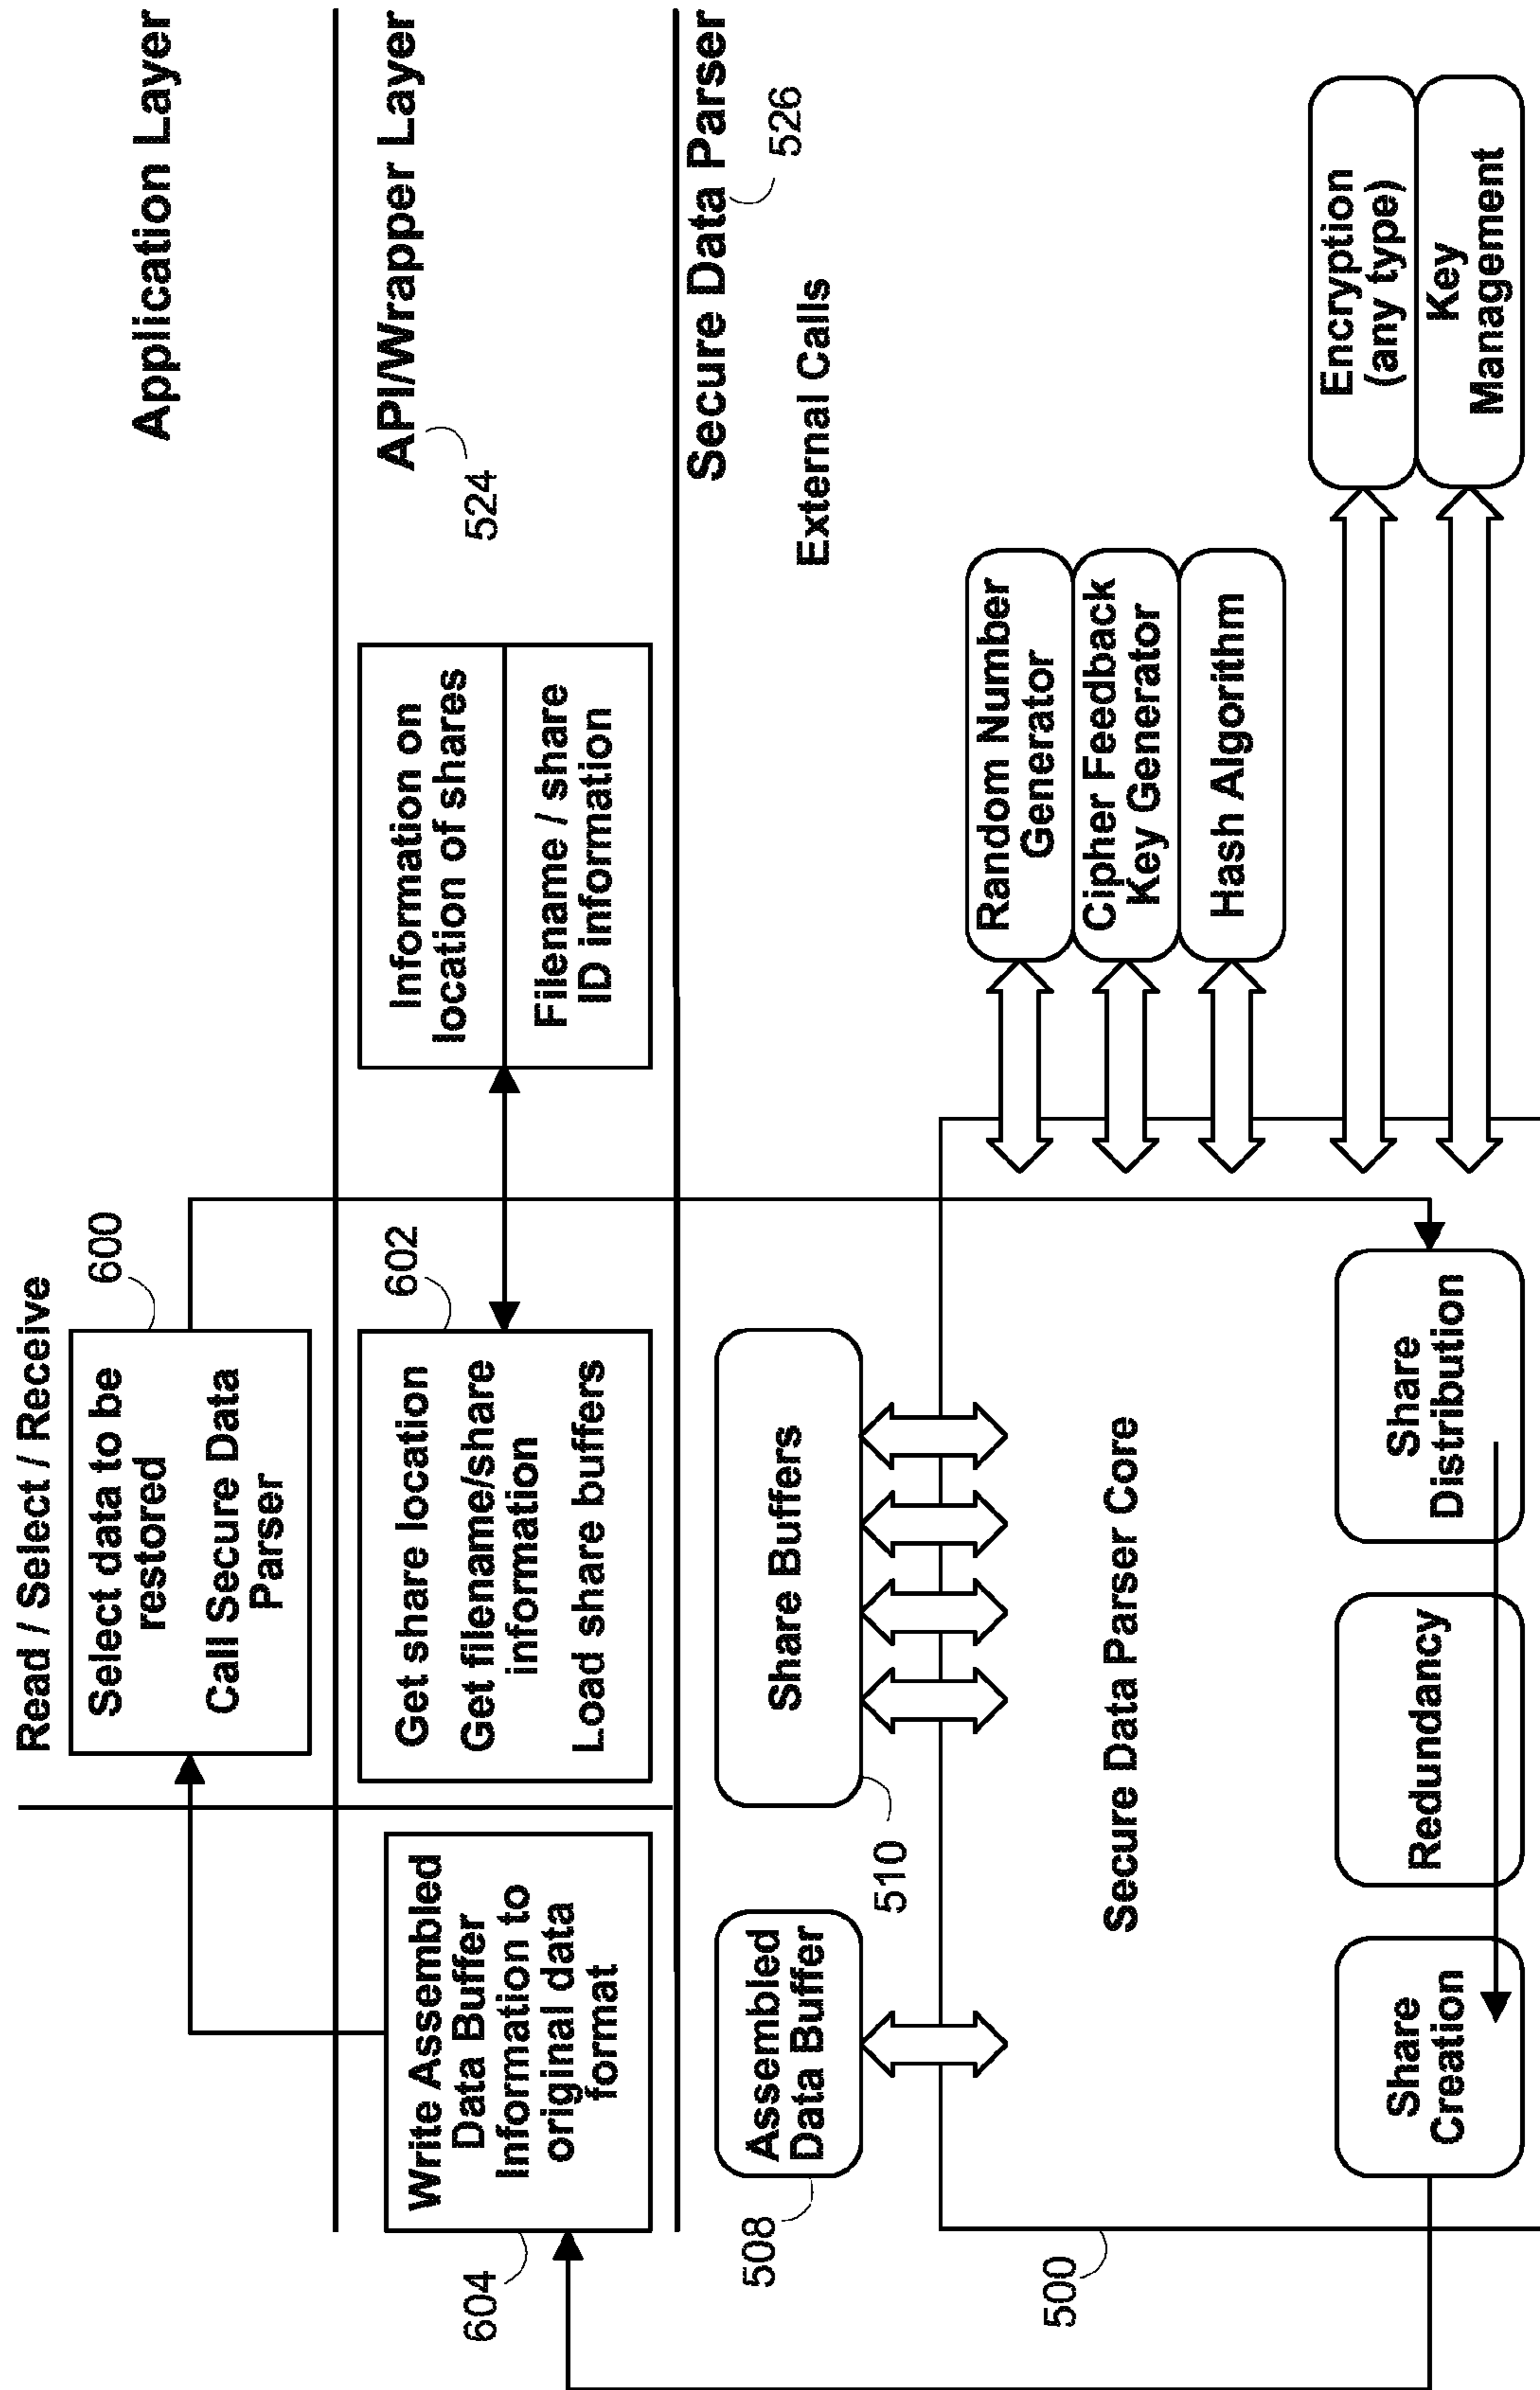 Read / Select / Receive
Application Layer
600
Select data to be
restored
Call Secure Data
Parser
API/Wrapper Layer
524
604
Write Assembled
Data Buffer
Information to
original data
format
602
Get share location
Get filename/share
information
Load share buffers
Information on
location of shares
Filename / share
ID information
Secure Data Parser
526
External Calls
508
Assembled
Data Buffer
510
Share Buffers
500
Secure Data Parser Core
Random Number
Generator
Cipher Feedback
Key Generator
Hash Algorithm
Encryption
(any type)
Key
Management
Share
Creation
Redundancy
Share
Distribution